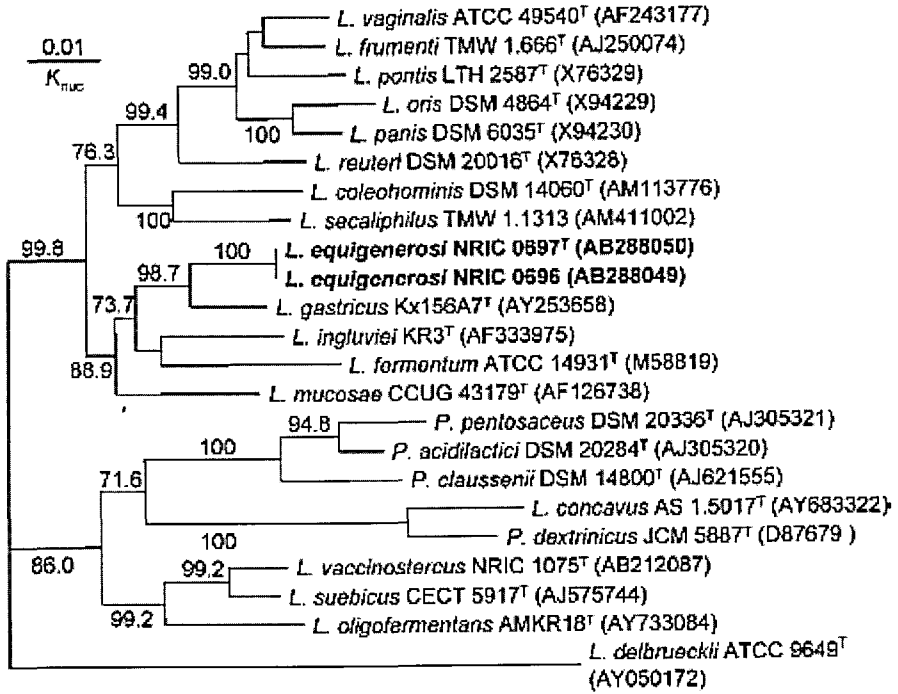 L. vaginalis ATCC 49540T (AF243177)
0.01
Knuc
L. frumenti TMW 1.666T (AJ250074)
99.0
L. pontis LTH 2587T (X76329)
99.4
L. oris DSM 4864T (X94229)
100
L. panis DSM 6035T (X94230)
76.3
L. reuteri DSM 20016T (X76328)
L. coleohominis DSM 14060T (AM113776)
100
L. secaliphilus TMW 1.1313 (AM411002)
99.8
100
L. equigenerosi NRIC 0697T (AB288050)
98.7
L. equigenerosi NRIC 0696 (AB288049)
73.7
L. gastricus Kx156A7T (AY253658)
L. ingluviei KR3T (AF333975)
88.9
L. fermentum ATCC 14931T (M58819)
L. mucosae CCUG 43179T (AF126738)
94.8
P. pentosaceus DSM 20336T (AJ305321)
100
P. acidilactici DSM 20284T (AJ305320)
71.6
P. claussenii DSM 14800T (AJ621555)
L. concavus AS 1.5017T (AY683322)
100
P. dextrinicus JCM 5887T (D87679 )
86.0
99.2
L. vaccinostercus NRIC 1075T (AB212087)
L. suebicus CECT 5917T (AJ575744)
99.2
L. oligofermentans AMKR18T (AY733084)
L. delbrueckii ATCC 9649T
(AY050172)